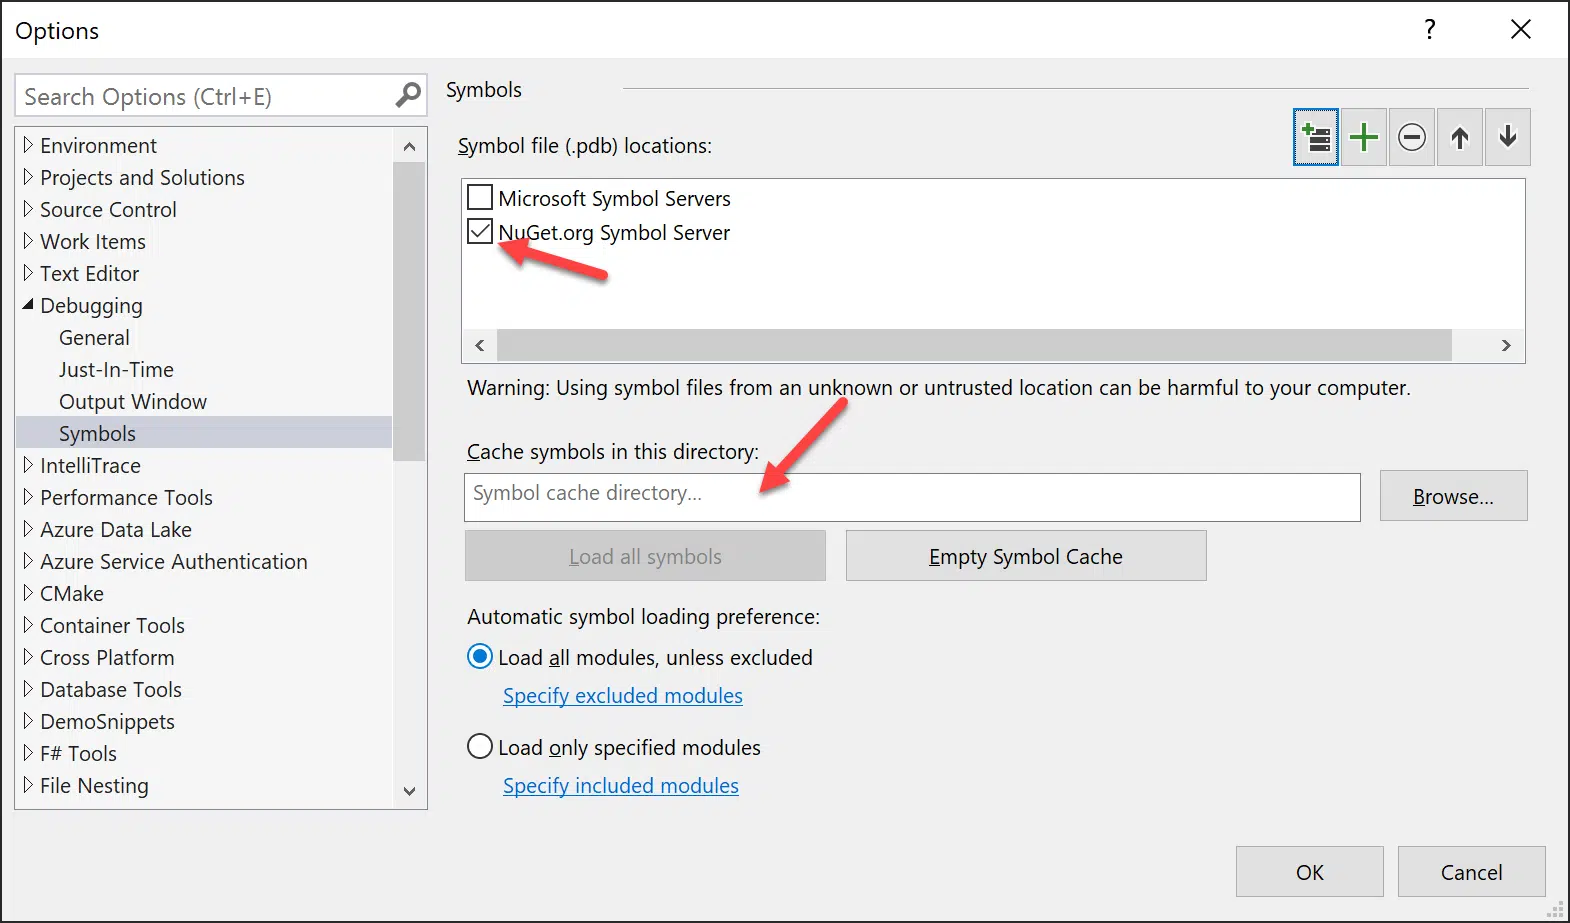 Options
?
Search Options (Ctrl+E)
Environment
Projects and Solutions
Source Control
Work Items
Text Editor
Debugging
General
Just-In-Time
Output Window
Symbols
IntelliTrace
Performance Tools
Azure Data Lake
Azure Service Authentication
CMake
Container Tools
Cross Platform
Database Tools
DemoSnippets
F# Tools
File Nesting
Symbols
Symbol file (.pdb) locations:
Microsoft Symbol Servers
NuGet.org Symbol Server
Warning: Using symbol files from an unknown or untrusted location can be harmful to your computer.
Cache symbols in this directory:
Symbol cache directory...
Browse...
Load all symbols
Empty Symbol Cache
Automatic symbol loading preference:
Load all modules, unless excluded
Specify excluded modules
Load only specified modules
Specify included modules
OK
Cancel